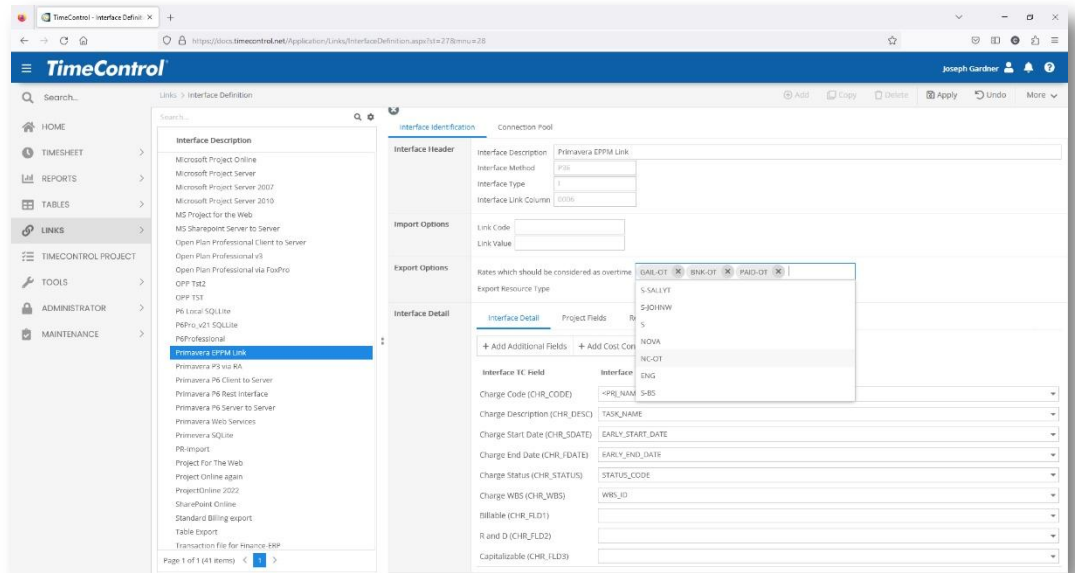 TimeControl - Interface Definit
https://docs.timecontrol.net/Application/Links/InterfaceDefinition.aspx?st=278&mnu=28
TimeControl
Joseph Gardner
Search...
Links > Interface Definition
Add
Copy
Delete
Apply
Undo
More
HOME
TIMESHEET
REPORTS
TABLES
LINKS
TIMECONTROL PROJECT
TOOLS
ADMINISTRATOR
MAINTENANCE
Search...
Interface Description
Microsoft Project Online
Microsoft Project Server
Microsoft Project Server 2007
Microsoft Project Server 2010
MS Project for the Web
MS Sharepoint Server to Server
Open Plan Professional Client to Server
Open Plan Professional v3
Open Plan Professional via FoxPro
OPP Tst2
OPP TST
P6 Local SQLLite
P6Pro_v21 SQLLite
P6Professional
Primavera EPPM Link
Primavera P3 via RA
Primavera P6 Client to Server
Primavera P6 Rest Interface
Primavera P6 Server to Server
Primavera Web Services
Primevera SQLite
PR-Import
Project For The Web
Project Online again
ProjectOnline 2022
SharePoint Online
Standard Billing export
Table Export
Transaction file for Finance-ERP
Page 1 of 1 (41 items) < 1 >
Interface Identification
Connection Pool
Interface Header
Interface Description Primavera EPPM Link
Interface Method P06
Interface Type
Interface Link Column 0006
Import Options
Link Code
Link Value
Export Options
Rates which should be considered as overtime GAIL-OT BNK-OT PAID-OT
Export Resource Type
S-SALLYT
S-JOHNW
S
NOVA
NC-OT
ENG
S-BS
Interface Detail
Interface Detail
Project Fields
+ Add Additional Fields
+ Add Cost Con
Interface TC Field
Interface
Charge Code (CHR_CODE) <PRJ_NAM
Charge Description (CHR_DESC) TASK_NAME
Charge Start Date (CHR_SDATE) EARLY_START_DATE
Charge End Date (CHR_FDATE) EARLY_END_DATE
Charge Status (CHR_STATUS) STATUS_CODE
Charge WBS (CHR_WBS) WBS_ID
Billable (CHR_FLD1)
R and D (CHR_FLD2)
Capitalizable (CHR_FLD3)